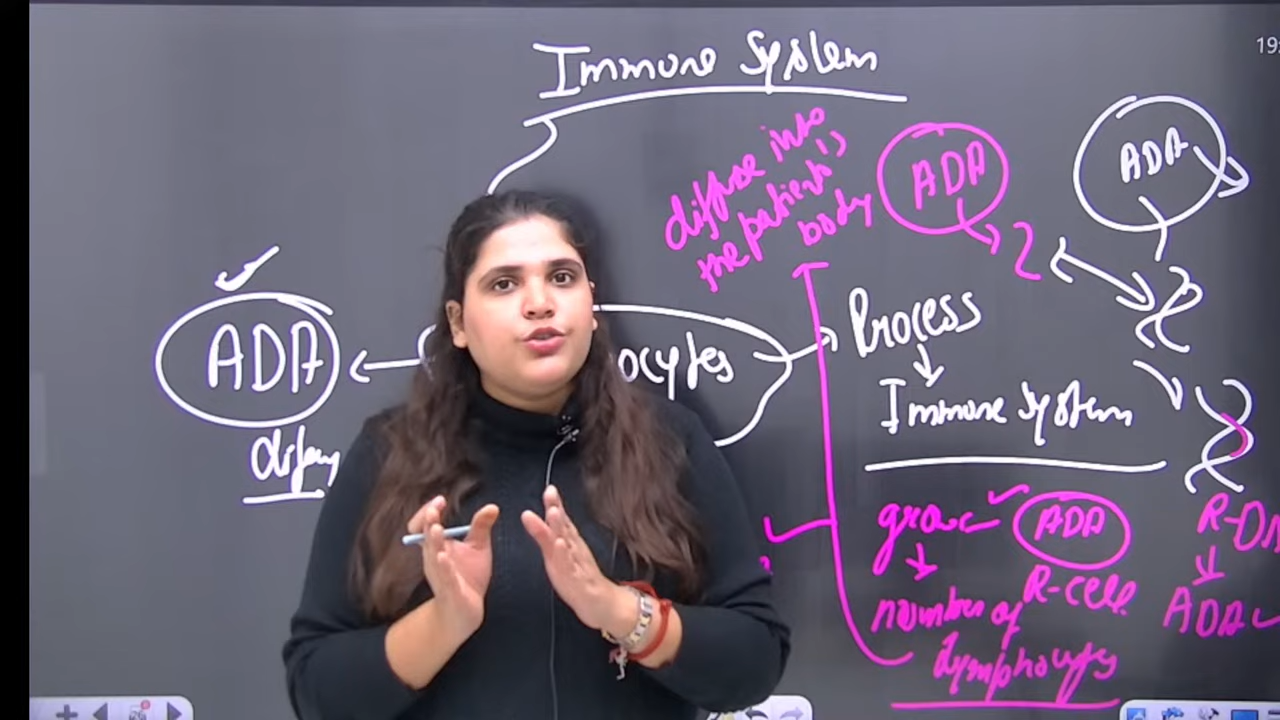 Immune System
19:
diffuse into
the patient's
body
ADA
ADA
ADA
ocytes
Process
Immune System
grow
ADA
R-cell
number of
Lymphocytes
R-DN
ADA